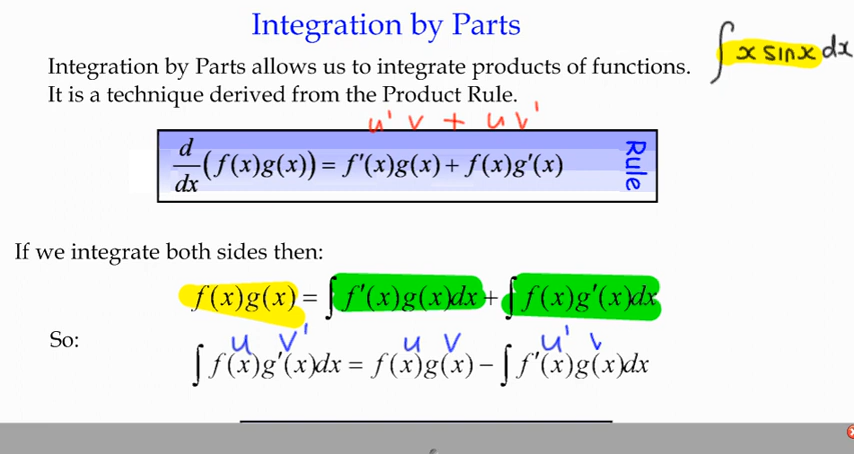 Integration by Parts
∫ x sinx dx
Integration by Parts allows us to integrate products of functions.
It is a technique derived from the Product Rule.
u'v + uv'
d/dx (f(x)g(x)) = f'(x)g(x) + f(x)g'(x)
Rule
If we integrate both sides then:
f(x)g(x) = ∫ f'(x)g(x)dx + ∫ f(x)g'(x)dx
So:
u v' u v u' v
∫ f(x)g'(x)dx = f(x)g(x) − ∫ f'(x)g(x)dx